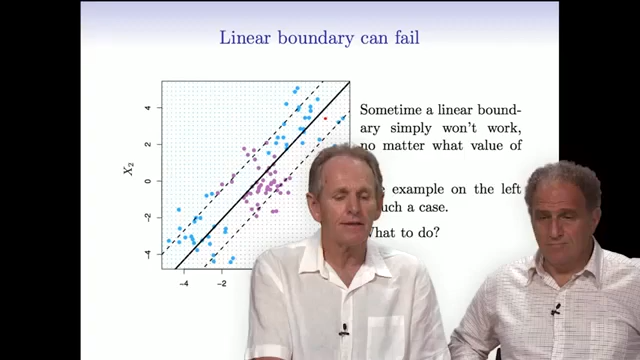 Linear boundary can fail
Sometime a linear bound-
ary simply won't work,
no matter what value of
example on the left
such a case.
What to do?
4
2
0
−2
−4
X₂
−4
−2